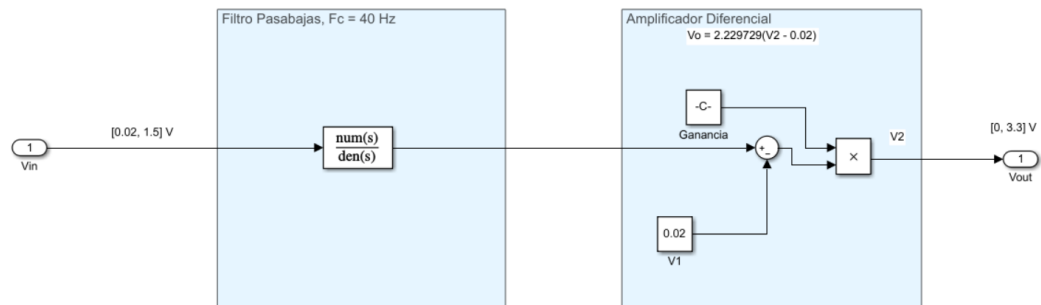 Filtro Pasabajas, Fc = 40 Hz
Amplificador Diferencial
Vo = 2.229729(V2 - 0.02)
[0.02, 1.5] V
1
Vin
num(s)
den(s)
-C-
Ganancia
+
-
×
V2
[0, 3.3] V
1
Vout
0.02
V1